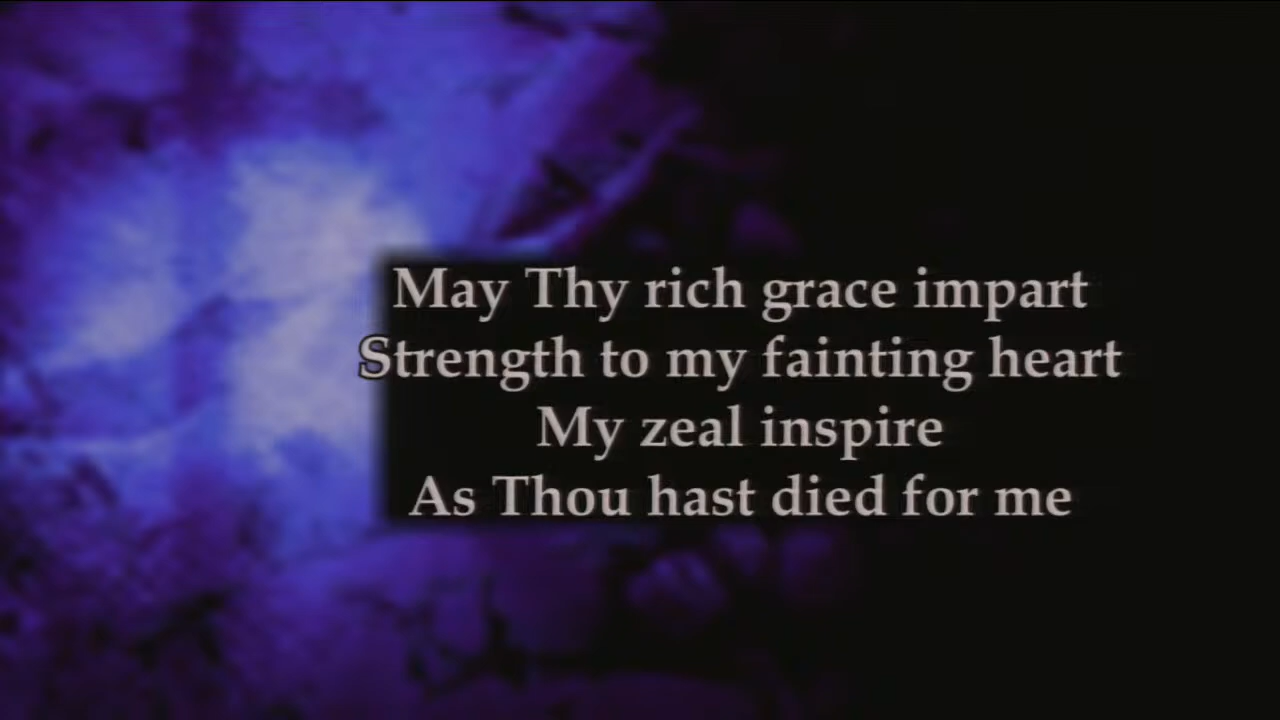 May Thy rich grace impart
Strength to my fainting heart
My zeal inspire
As Thou hast died for me